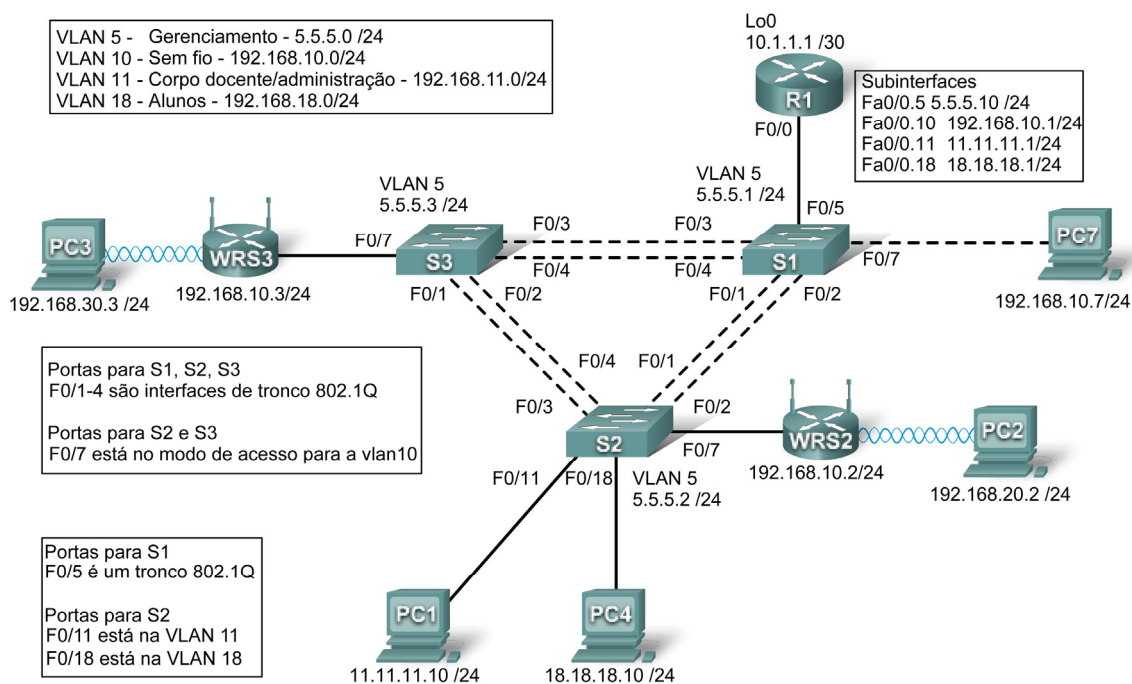 VLAN 5 - Gerenciamento - 5.5.5.0 /24
VLAN 10 - Sem fio - 192.168.10.0/24
VLAN 11 - Corpo docente/administração - 192.168.11.0/24
VLAN 18 - Alunos - 192.168.18.0/24
Lo0
10.1.1.1 /30
R1
F0/0
Subinterfaces
Fa0/0.5 5.5.5.10 /24
Fa0/0.10 192.168.10.1/24
Fa0/0.11 11.11.11.1/24
Fa0/0.18 18.18.18.1/24
VLAN 5
5.5.5.3 /24
VLAN 5
5.5.5.1 /24
F0/5
PC3
192.168.30.3 /24
WRS3
192.168.10.3/24
F0/7
S3
F0/3
F0/3
F0/4
F0/4
F0/1
F0/2
S1
F0/1
F0/2
F0/7
PC7
192.168.10.7/24
Portas para S1, S2, S3
F0/1-4 são interfaces de tronco 802.1Q
Portas para S2 e S3
F0/7 está no modo de acesso para a vlan10
F0/4
F0/1
F0/3
F0/2
S2
F0/7
WRS2
192.168.10.2/24
PC2
192.168.20.2 /24
F0/11
F0/18
VLAN 5
5.5.5.2 /24
Portas para S1
F0/5 é um tronco 802.1Q
Portas para S2
F0/11 está na VLAN 11
F0/18 está na VLAN 18
PC1
11.11.11.10 /24
PC4
18.18.18.10 /24